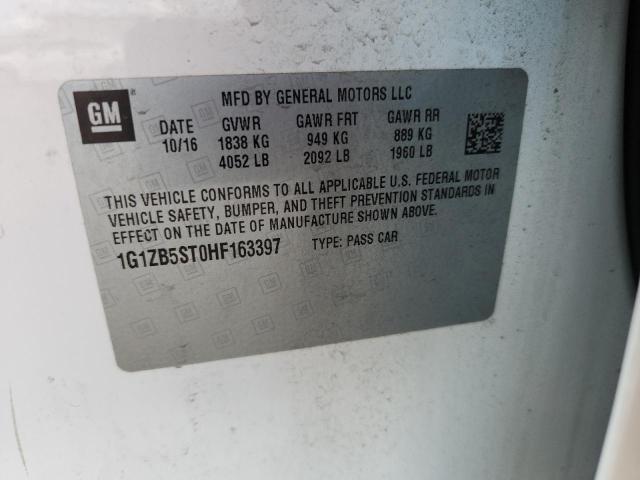 GM
MFD BY GENERAL MOTORS LLC
DATE GVWR GAWR FRT GAWR RR
10/16 1838 KG 949 KG 889 KG
4052 LB 2092 LB 1960 LB
THIS VEHICLE CONFORMS TO ALL APPLICABLE U.S. FEDERAL MOTOR
VEHICLE SAFETY, BUMPER, AND THEFT PREVENTION STANDARDS IN
EFFECT ON THE DATE OF MANUFACTURE SHOWN ABOVE.
1G1ZB5ST0HF163397 TYPE: PASS CAR